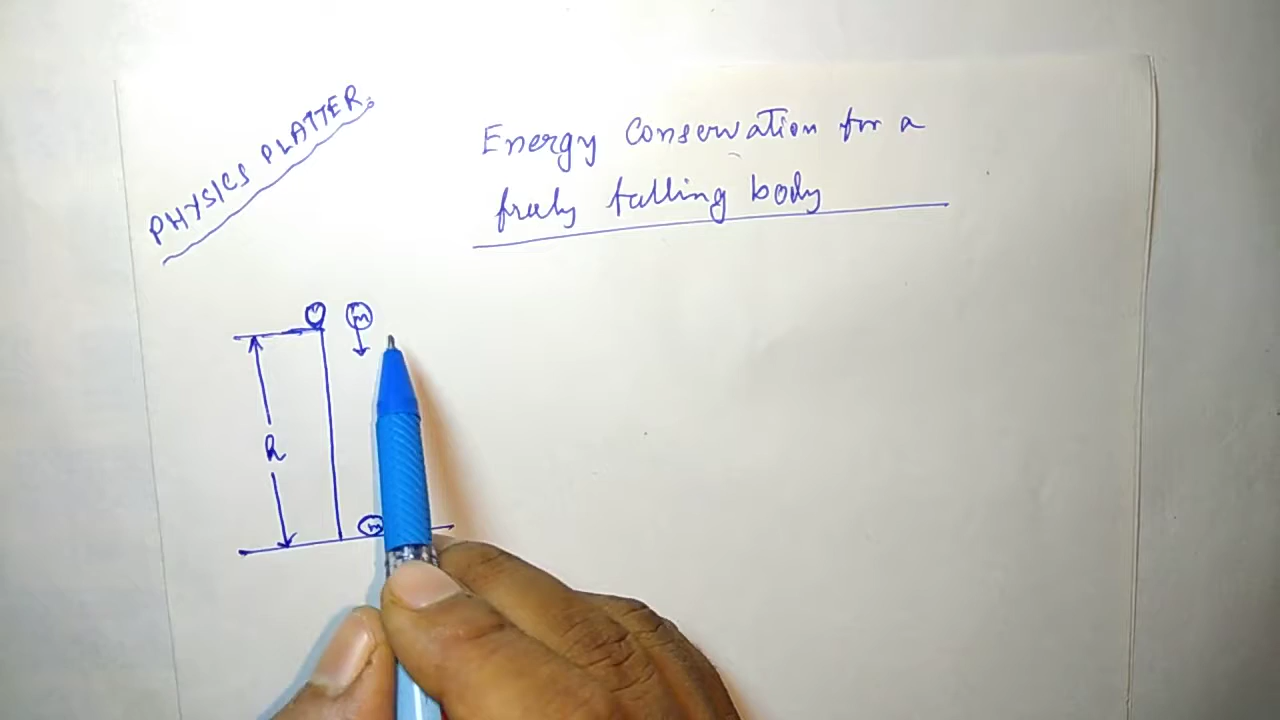 PHYSICS PLATTER
Energy Conservation for a
freely falling body
m
h
m